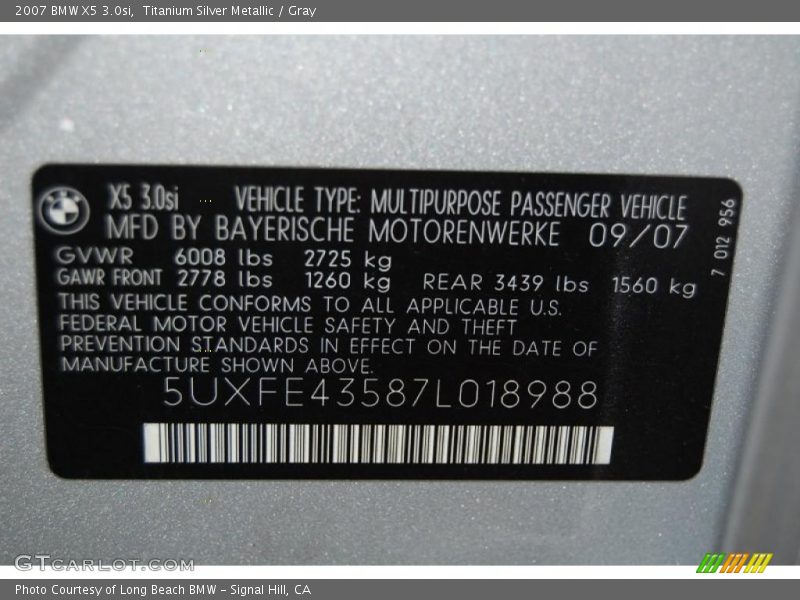 2007 BMW X5 3.0si, Titanium Silver Metallic / Gray
BMW
X5 3.0si ... VEHICLE TYPE: MULTIPURPOSE PASSENGER VEHICLE
MFD BY BAYERISCHE MOTORENWERKE 09/07
7 012 956
GVWR 6008 lbs 2725 kg
GAWR FRONT 2778 lbs 1260 kg REAR 3439 lbs 1560 kg
THIS VEHICLE CONFORMS TO ALL APPLICABLE U.S.
FEDERAL MOTOR VEHICLE SAFETY AND THEFT
PREVENTION STANDARDS IN EFFECT ON THE DATE OF
MANUFACTURE SHOWN ABOVE.
5UXFE43587L018988
GTCARLOT.COM
Photo Courtesy of Long Beach BMW - Signal Hill, CA